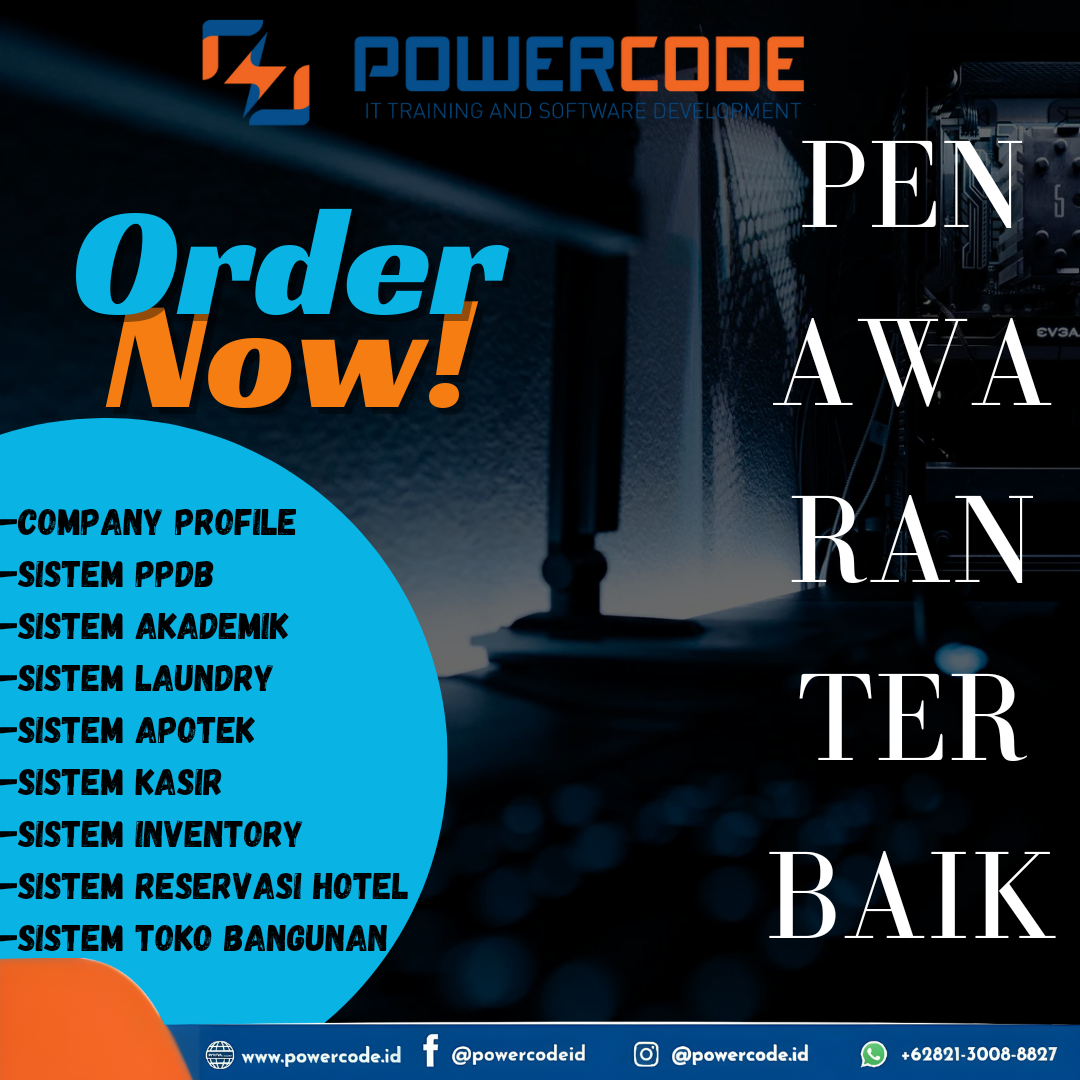 POWERCODE
IT TRAINING AND SOFTWARE DEVELOPMENT
Order
Now!
-COMPANY PROFILE
-SISTEM PPDB
-SISTEM AKADEMIK
-SISTEM LAUNDRY
-SISTEM APOTEK
-SISTEM KASIR
-SISTEM INVENTORY
-SISTEM RESERVASI HOTEL
-SISTEM TOKO BANGUNAN
PEN
AWA
RAN
TER
BAIK
5
EVGA
www.powercode.id
@powercodeid
@powercode.id
+62821-3008-8827